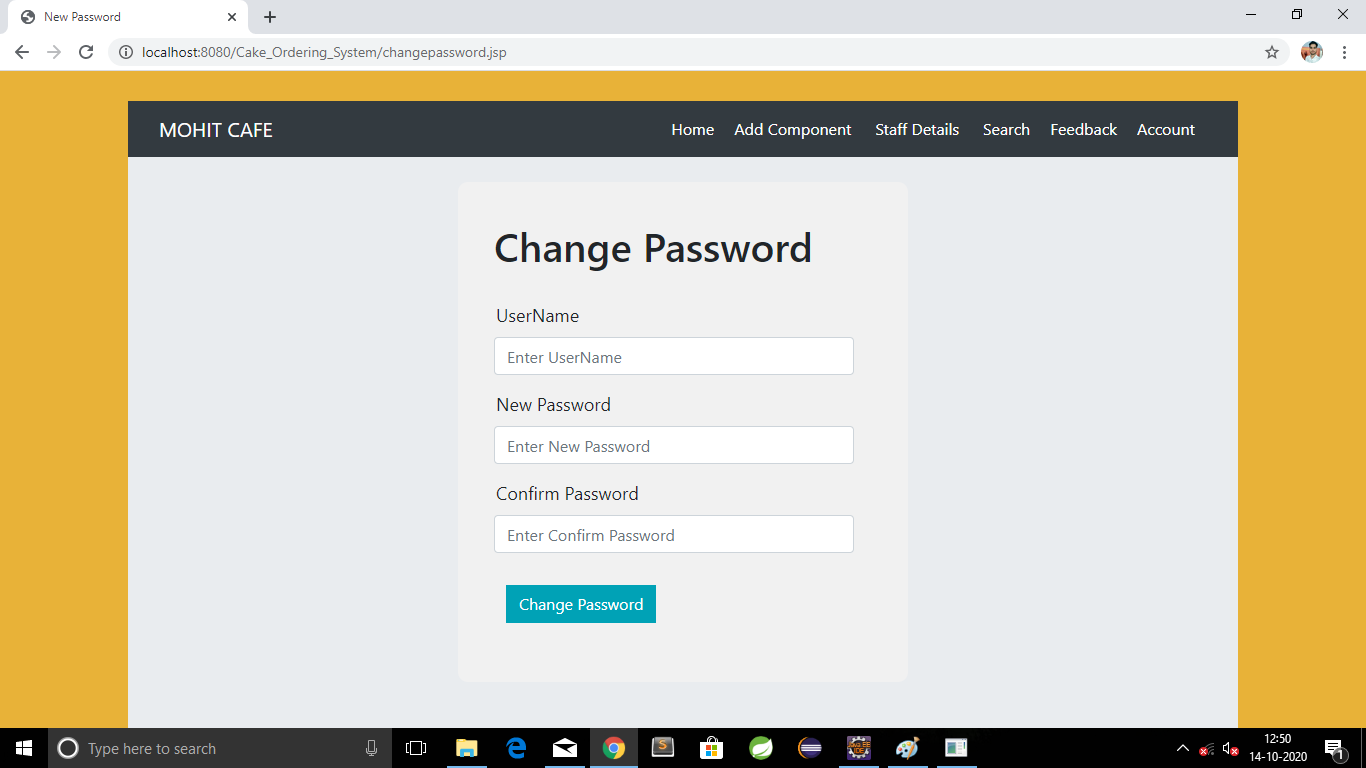 New Password
localhost:8080/Cake_Ordering_System/changepassword.jsp
MOHIT CAFE Home Add Component Staff Details Search Feedback Account
Change Password
UserName
Enter UserName
New Password
Enter New Password
Confirm Password
Enter Confirm Password
Change Password
Type here to search
12:50
14-10-2020
1